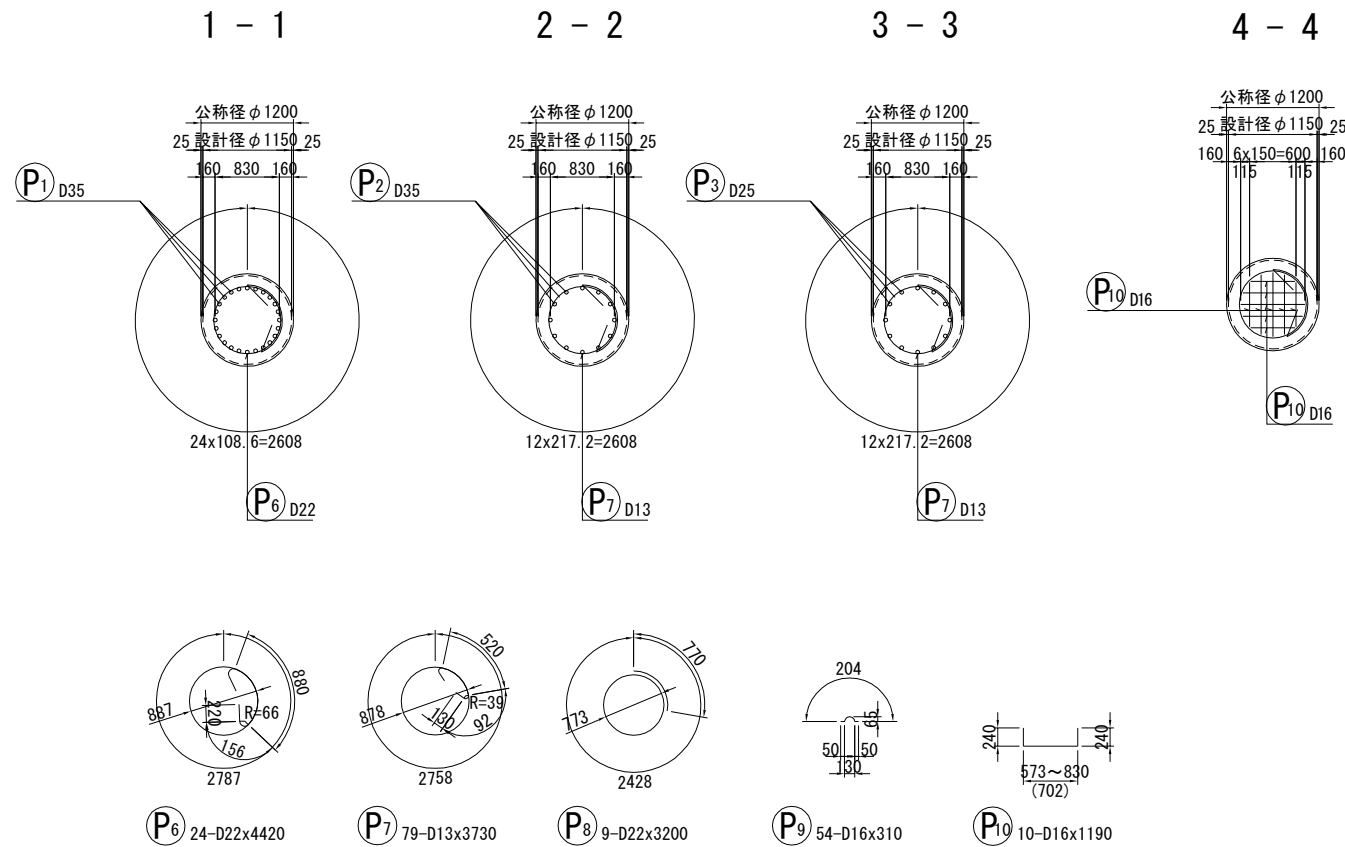 1 - 1
2 - 2
3 - 3
4 - 4
公称径φ1200
25 設計径φ1150 25
160 830 160
P1 D35
24x108.6=2608
P6 D22
公称径φ1200
25 設計径φ1150 25
160 830 160
P2 D35
12x217.2=2608
P7 D13
公称径φ1200
25 設計径φ1150 25
160 830 160
P3 D25
12x217.2=2608
P7 D13
公称径φ1200
25 設計径φ1150 25
160 6x150=600 160
115 115
P10 D16
P10 D16
880
887
220
R=66
156
2787
P6 24-D22x4420
520
878
130
R=39
92
2758
P7 79-D13x3730
770
773
2428
P8 9-D22x3200
204
65
50 50
130
P9 54-D16x310
240 240
573~830
(702)
P10 10-D16x1190